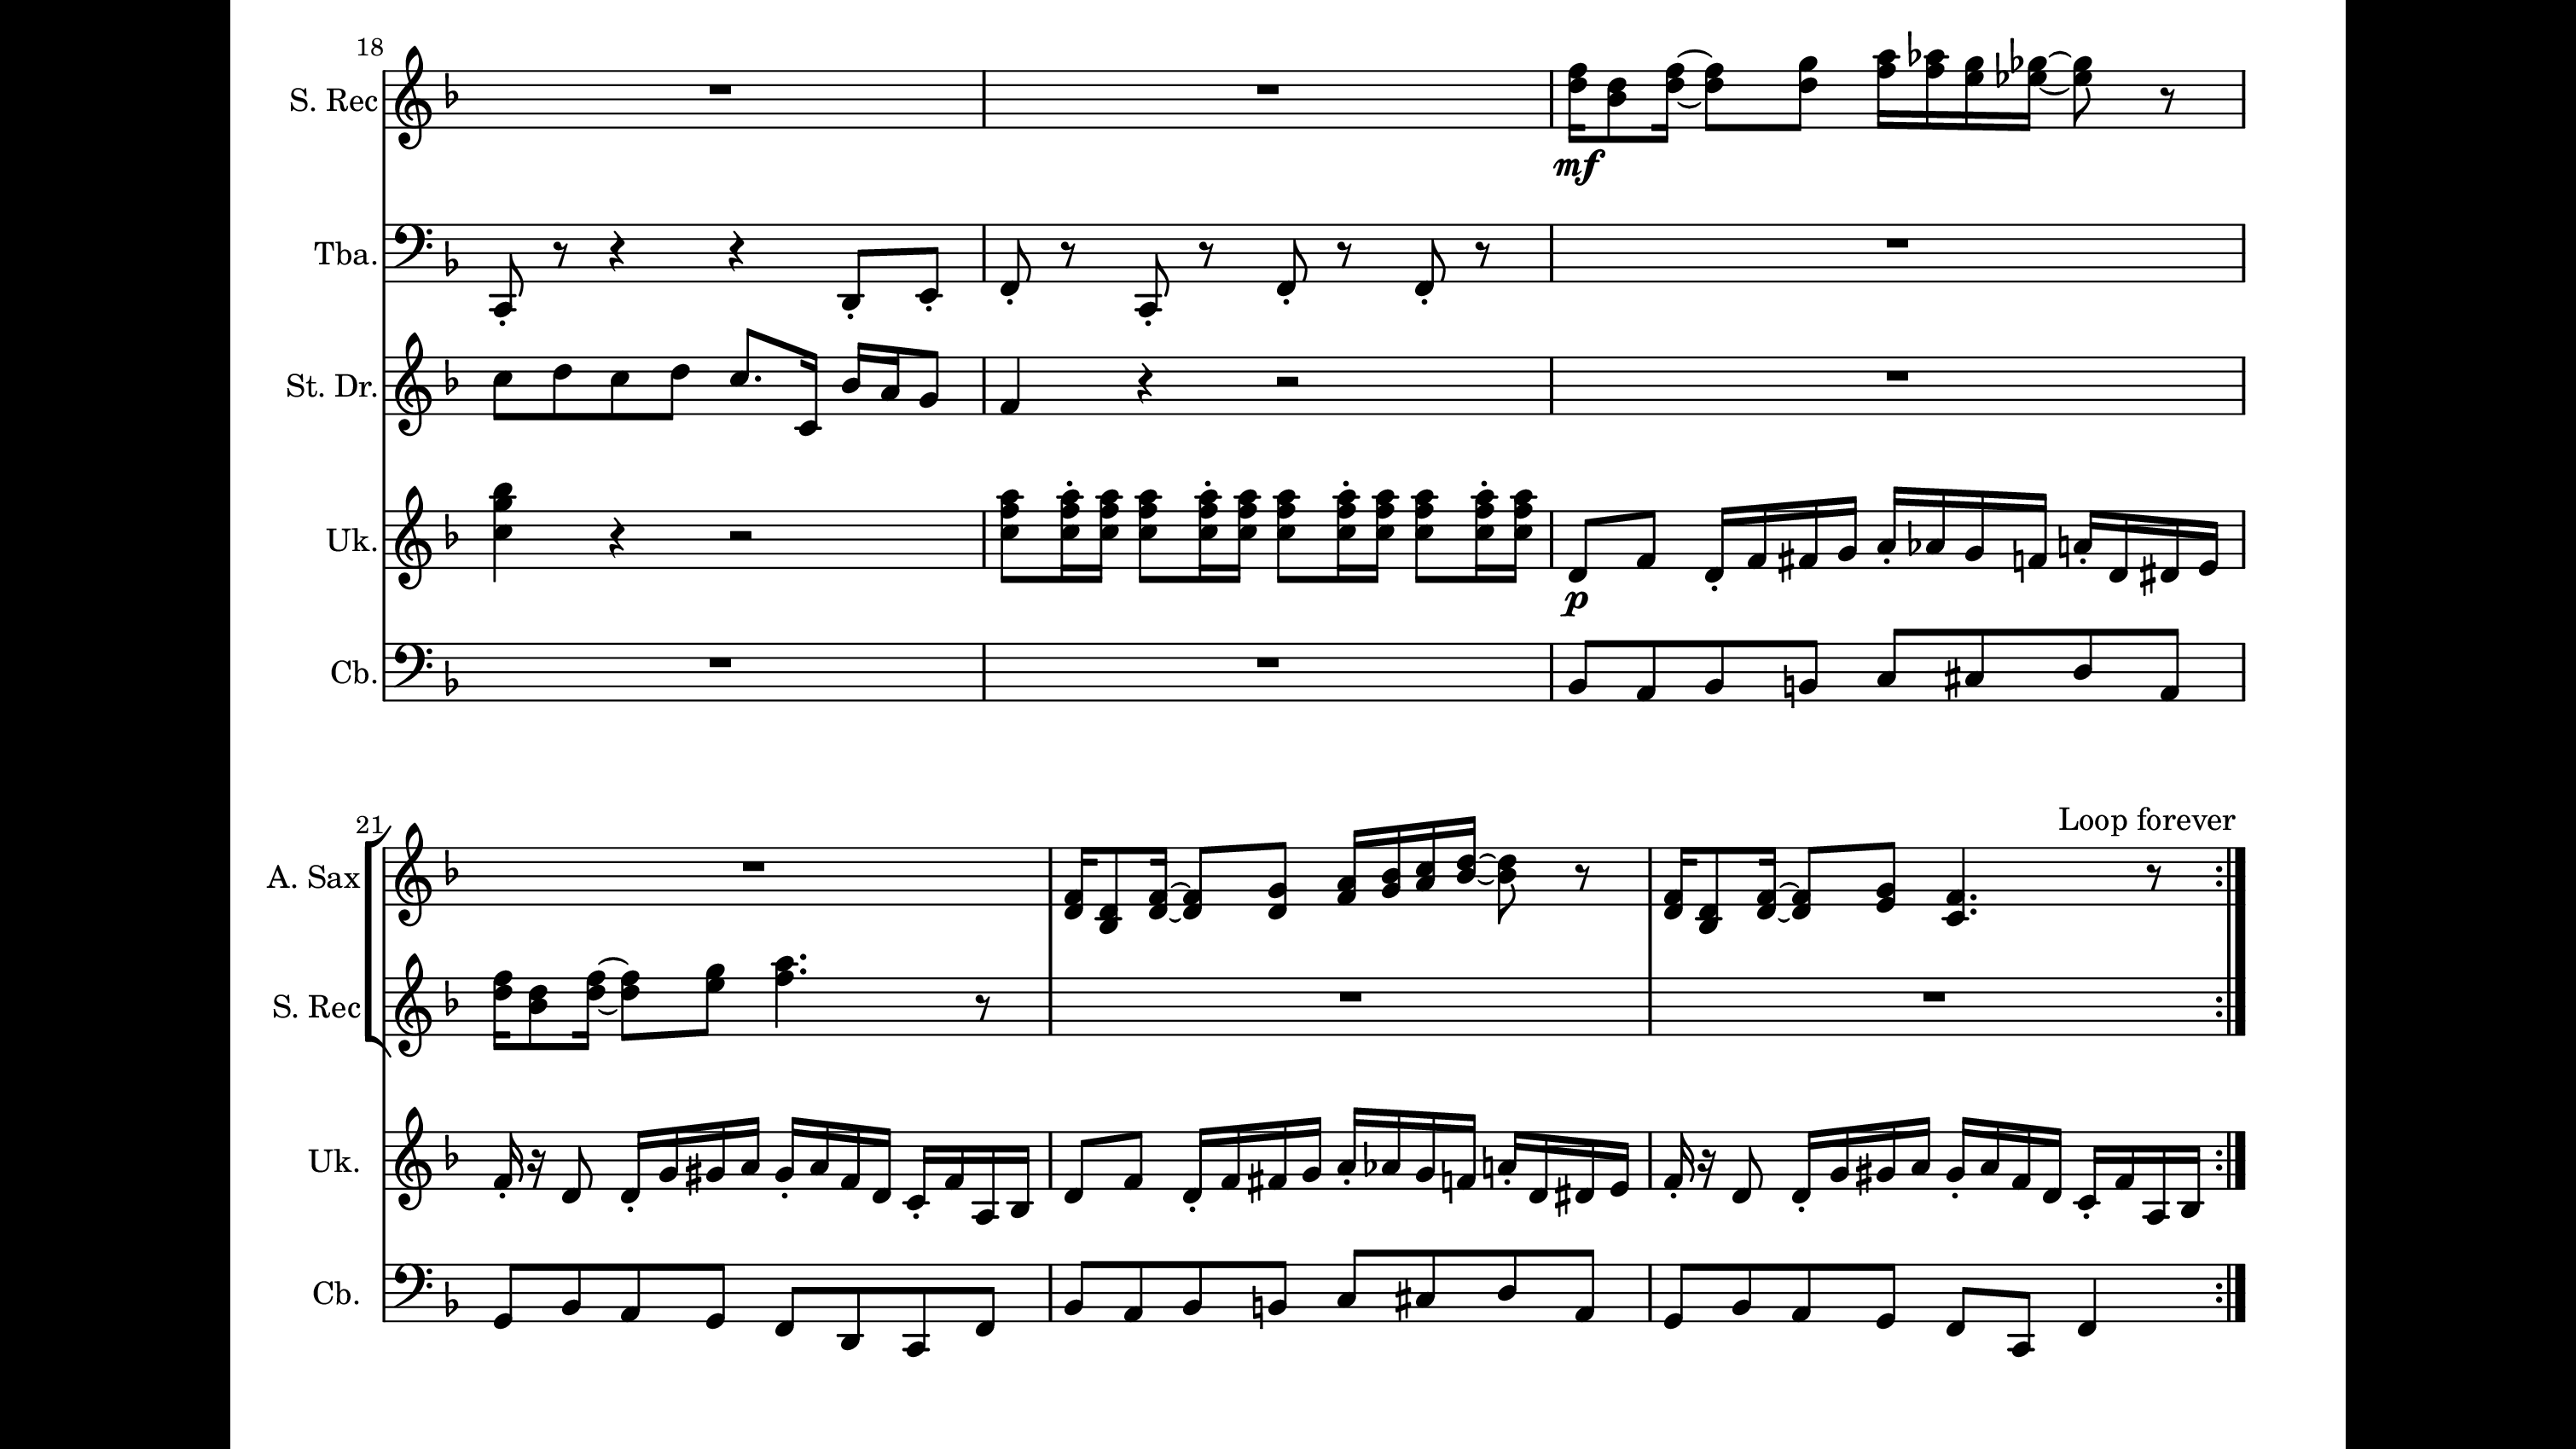 18
S. Rec
mf
Tba.
St. Dr.
Uk.
p
Cb.
Loop forever
21
A. Sax
S. Rec
Uk.
Cb.